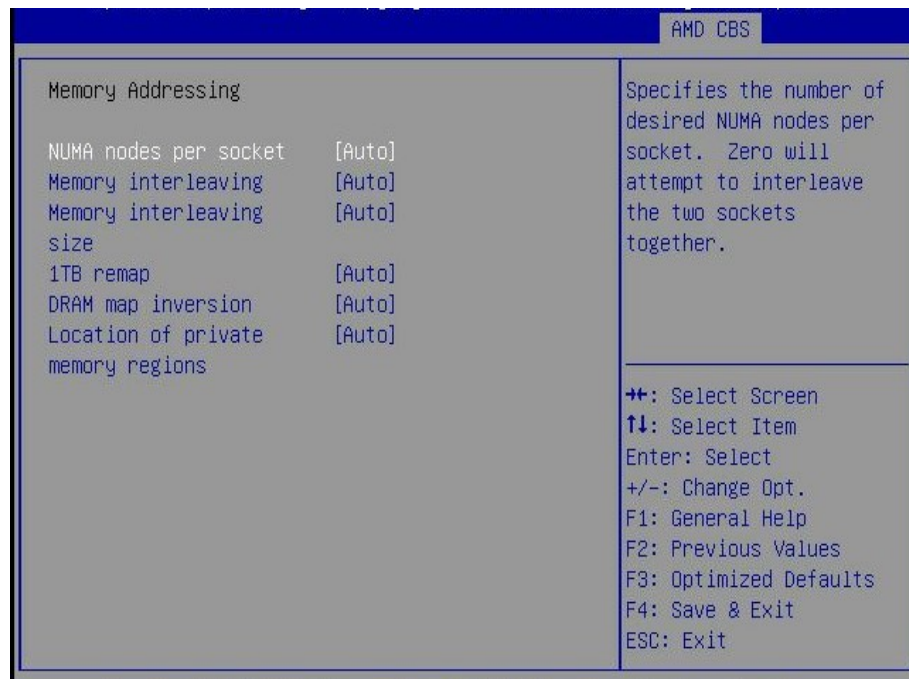 AMD CBS
Memory Addressing
NUMA nodes per socket [Auto]
Memory interleaving [Auto]
Memory interleaving [Auto]
size
1TB remap [Auto]
DRAM map inversion [Auto]
Location of private [Auto]
memory regions
Specifies the number of
desired NUMA nodes per
socket. Zero will
attempt to interleave
the two sockets
together.
→←: Select Screen
↑↓: Select Item
Enter: Select
+/-: Change Opt.
F1: General Help
F2: Previous Values
F3: Optimized Defaults
F4: Save & Exit
ESC: Exit